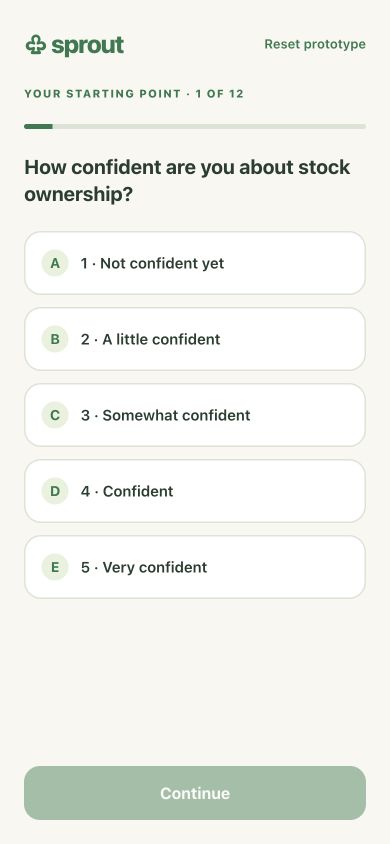 sprout
Reset prototype
YOUR STARTING POINT · 1 OF 12
How confident are you about stock
ownership?
A 1 · Not confident yet
B 2 · A little confident
C 3 · Somewhat confident
D 4 · Confident
E 5 · Very confident
Continue